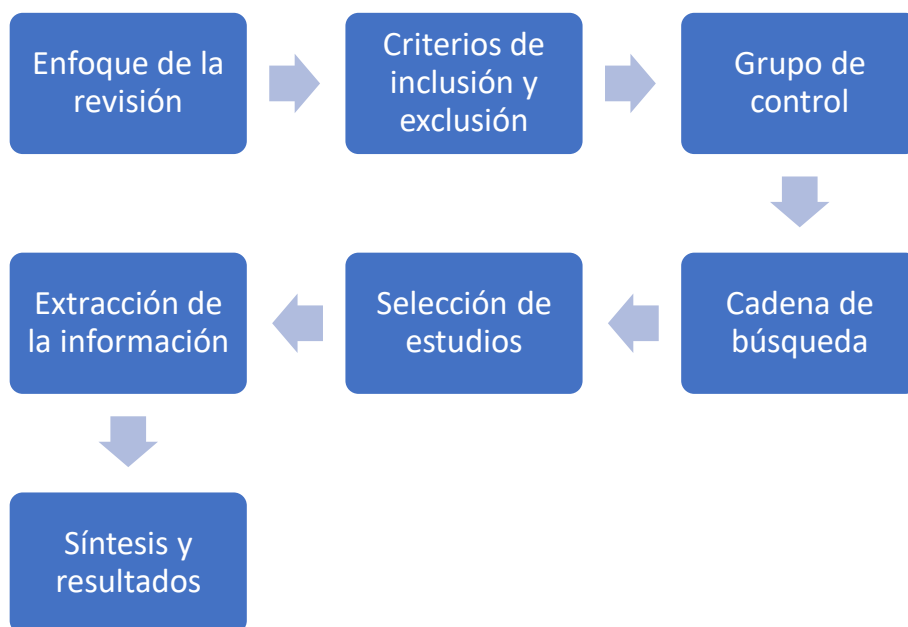 Enfoque de la
revisión
Criterios de
inclusión y
exclusión
Grupo de
control
Cadena de
búsqueda
Selección de
estudios
Extracción de
la información
Síntesis y
resultados